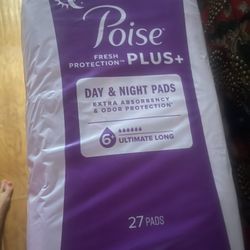 Poise
FRESH
PROTECTION™ PLUS+
DAY & NIGHT PADS
EXTRA ABSORBENCY
& ODOR PROTECTION*
6 ULTIMATE LONG
27 PADS